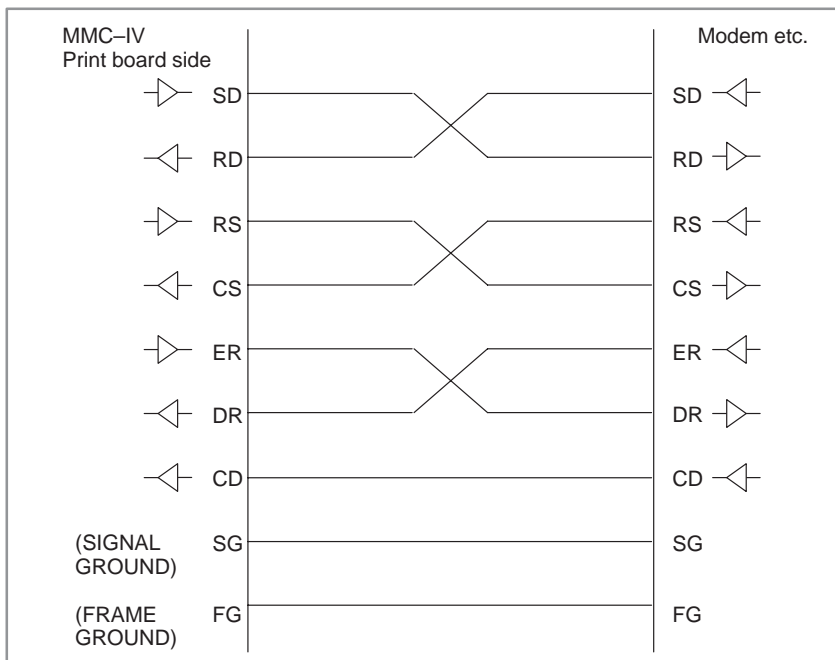 MMC–IV
Print board side
Modem etc.
SD
SD
RD
RD
RS
RS
CS
CS
ER
ER
DR
DR
CD
CD
(SIGNAL
GROUND)
SG
SG
(FRAME
GROUND)
FG
FG